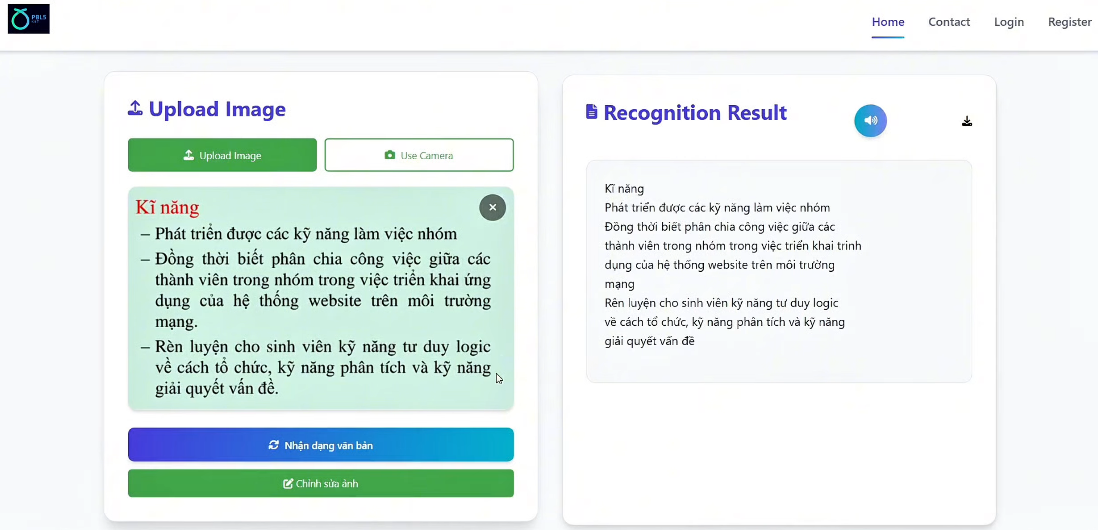 PBL5
Home
Contact
Login
Register
Upload Image
Upload Image
Use Camera
Kĩ năng
– Phát triển được các kỹ năng làm việc nhóm
– Đồng thời biết phân chia công việc giữa các
thành viên trong nhóm trong việc triển khai ứng
dụng của hệ thống website trên môi trường
mạng.
– Rèn luyện cho sinh viên kỹ năng tư duy logic
về cách tổ chức, kỹ năng phân tích và kỹ năng
giải quyết vấn đề.
Nhận dạng văn bản
Chỉnh sửa ảnh
Recognition Result
Kĩ năng
Phát triển được các kỹ năng làm việc nhóm
Đồng thời biết phân chia công việc giữa các
thành viên trong nhóm trong việc triển khai trinh
dụng của hệ thống website trên môi trường
mạng
Rèn luyện cho sinh viên kỹ năng tư duy logic
về cách tổ chức, kỹ năng phân tích và kỹ năng
giải quyết vấn đề